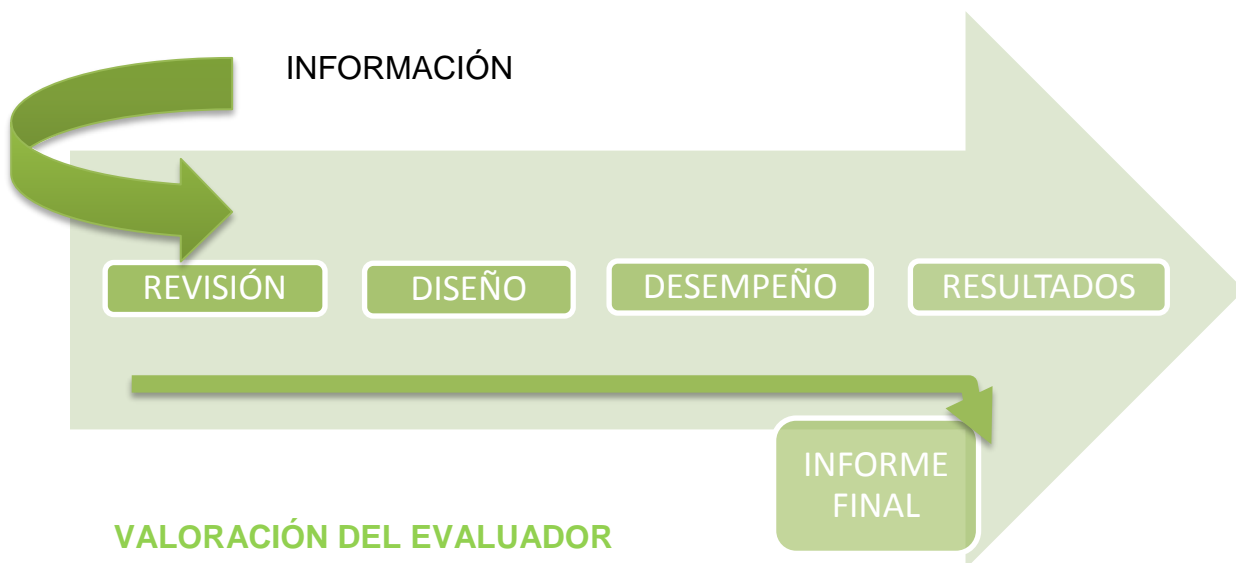 INFORMACIÓN
REVISIÓN
DISEÑO
DESEMPEÑO
RESULTADOS
INFORME
FINAL
VALORACIÓN DEL EVALUADOR